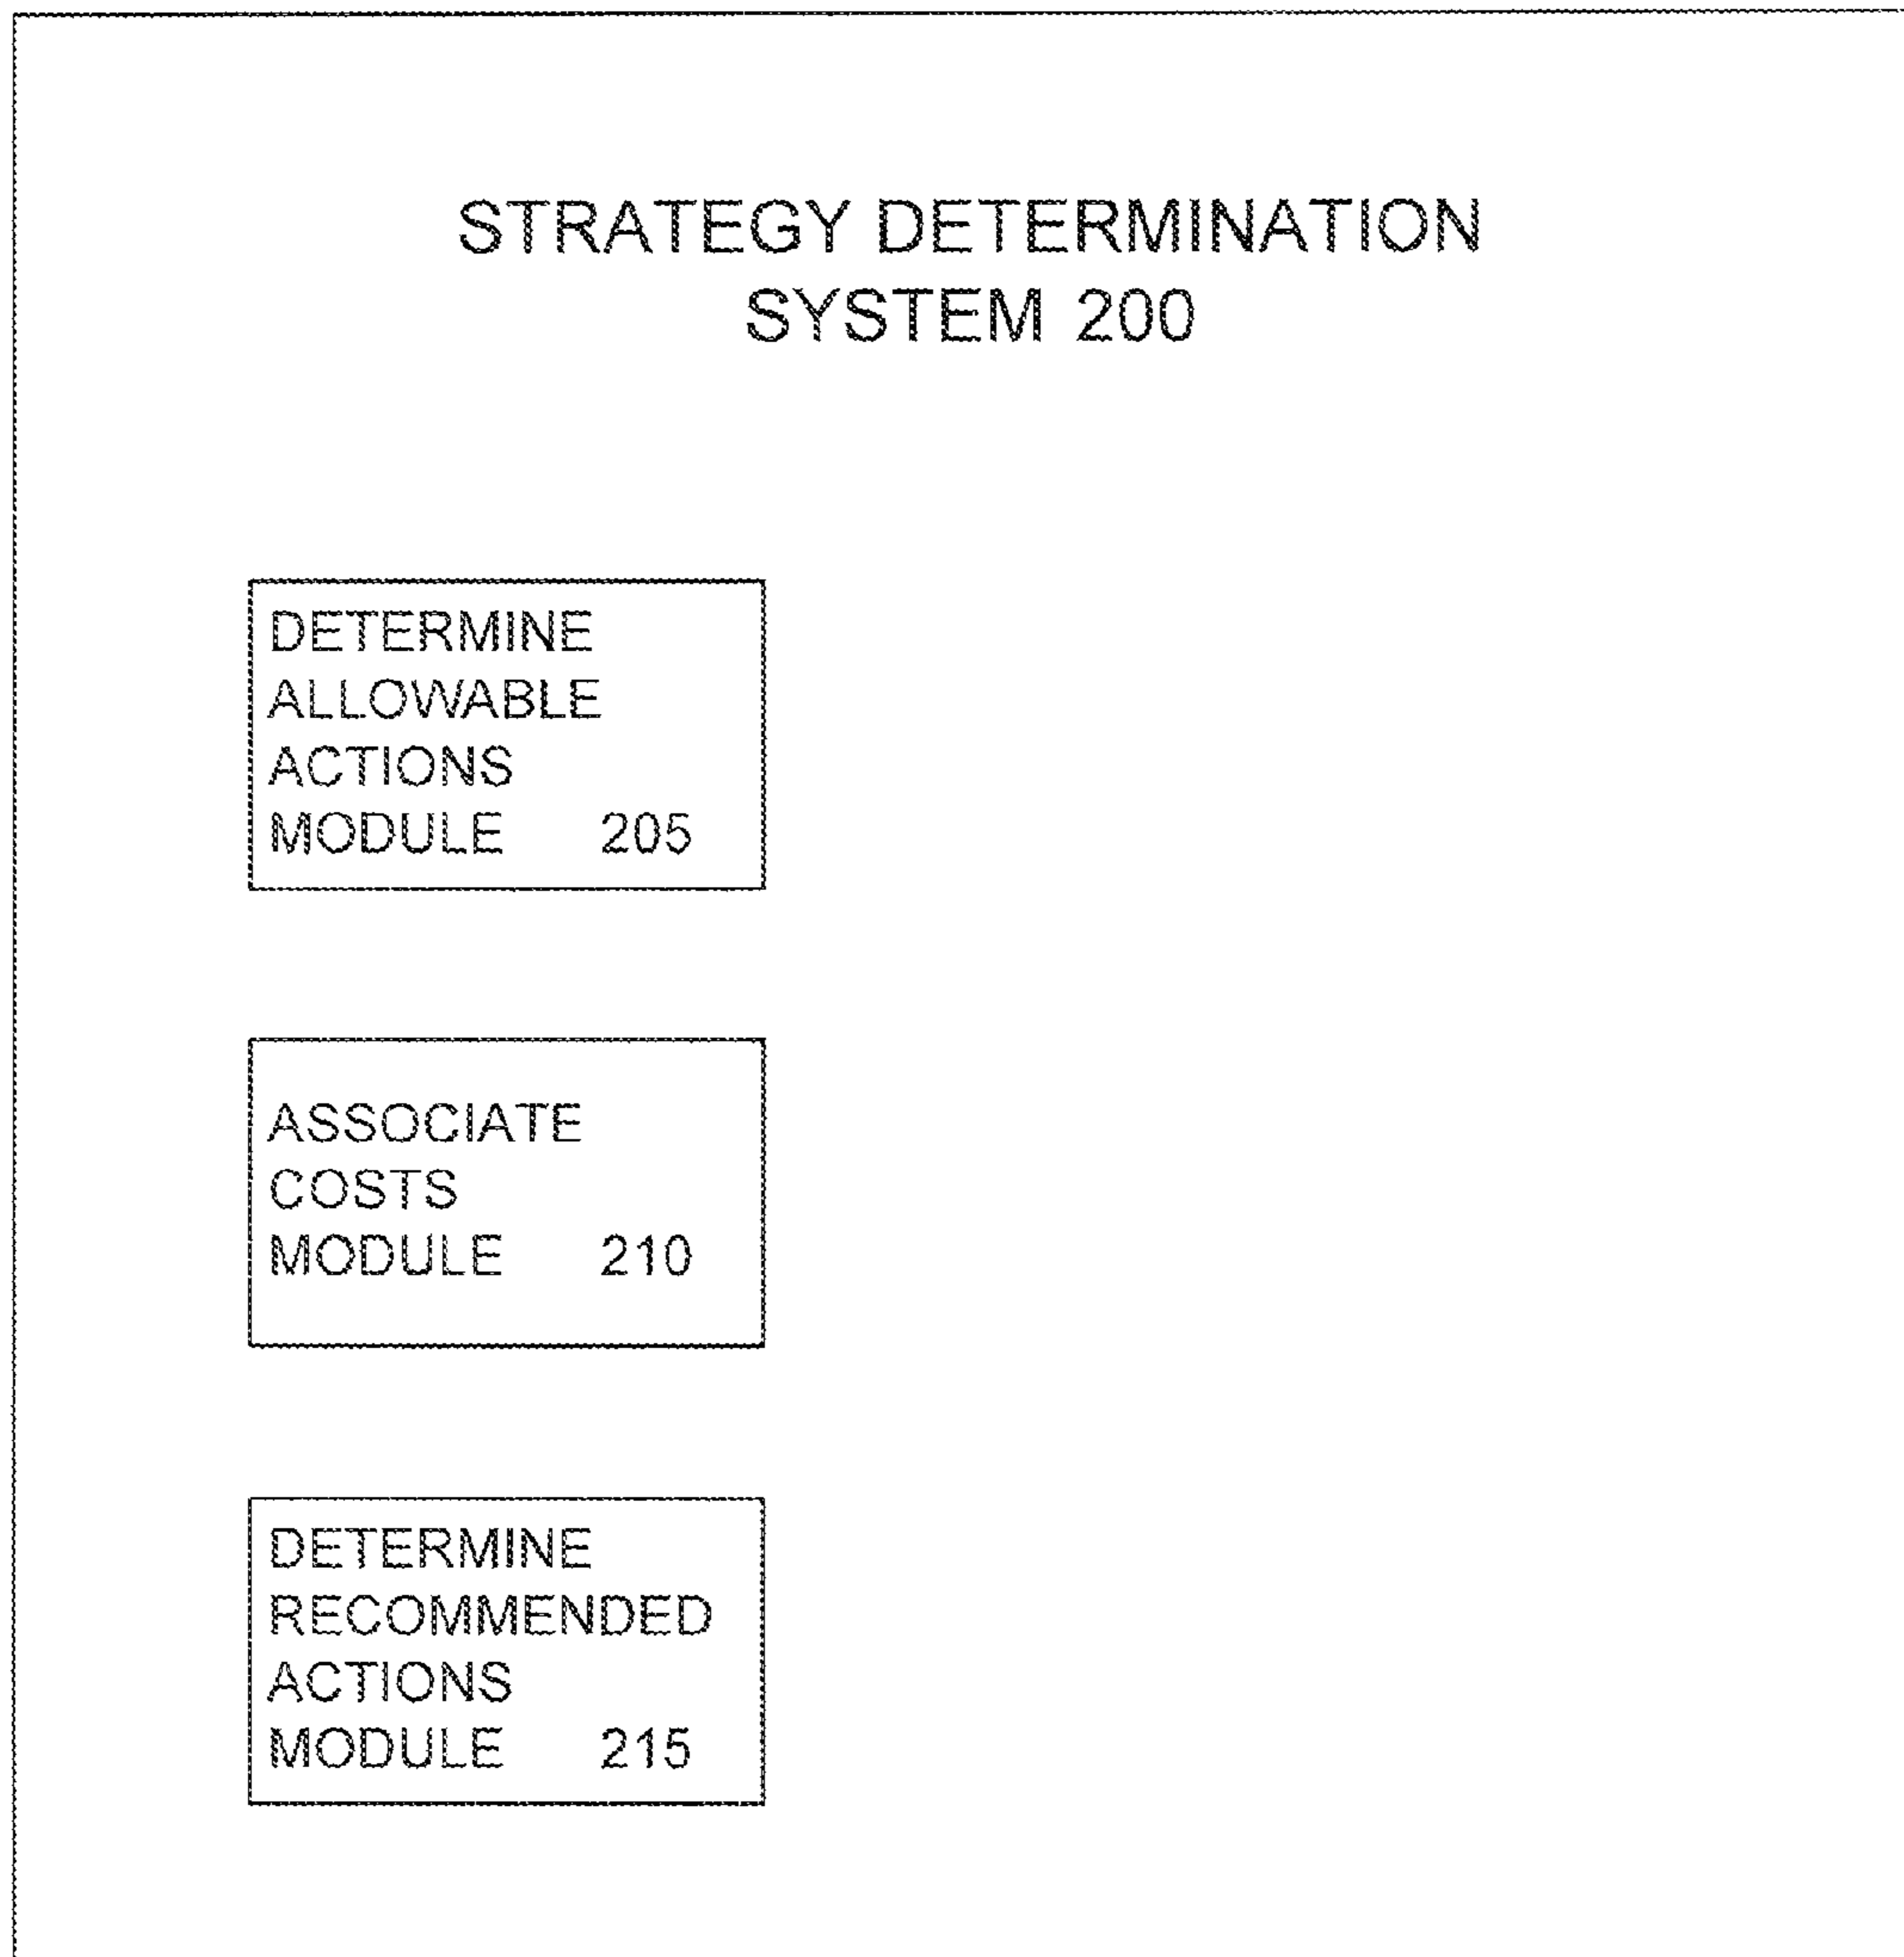 STRATEGY DETERMINATION
SYSTEM 200
DETERMINE
ALLOWABLE
ACTIONS
MODULE 205
ASSOCIATE
COSTS
MODULE 210
DETERMINE
RECOMMENDED
ACTIONS
MODULE 215